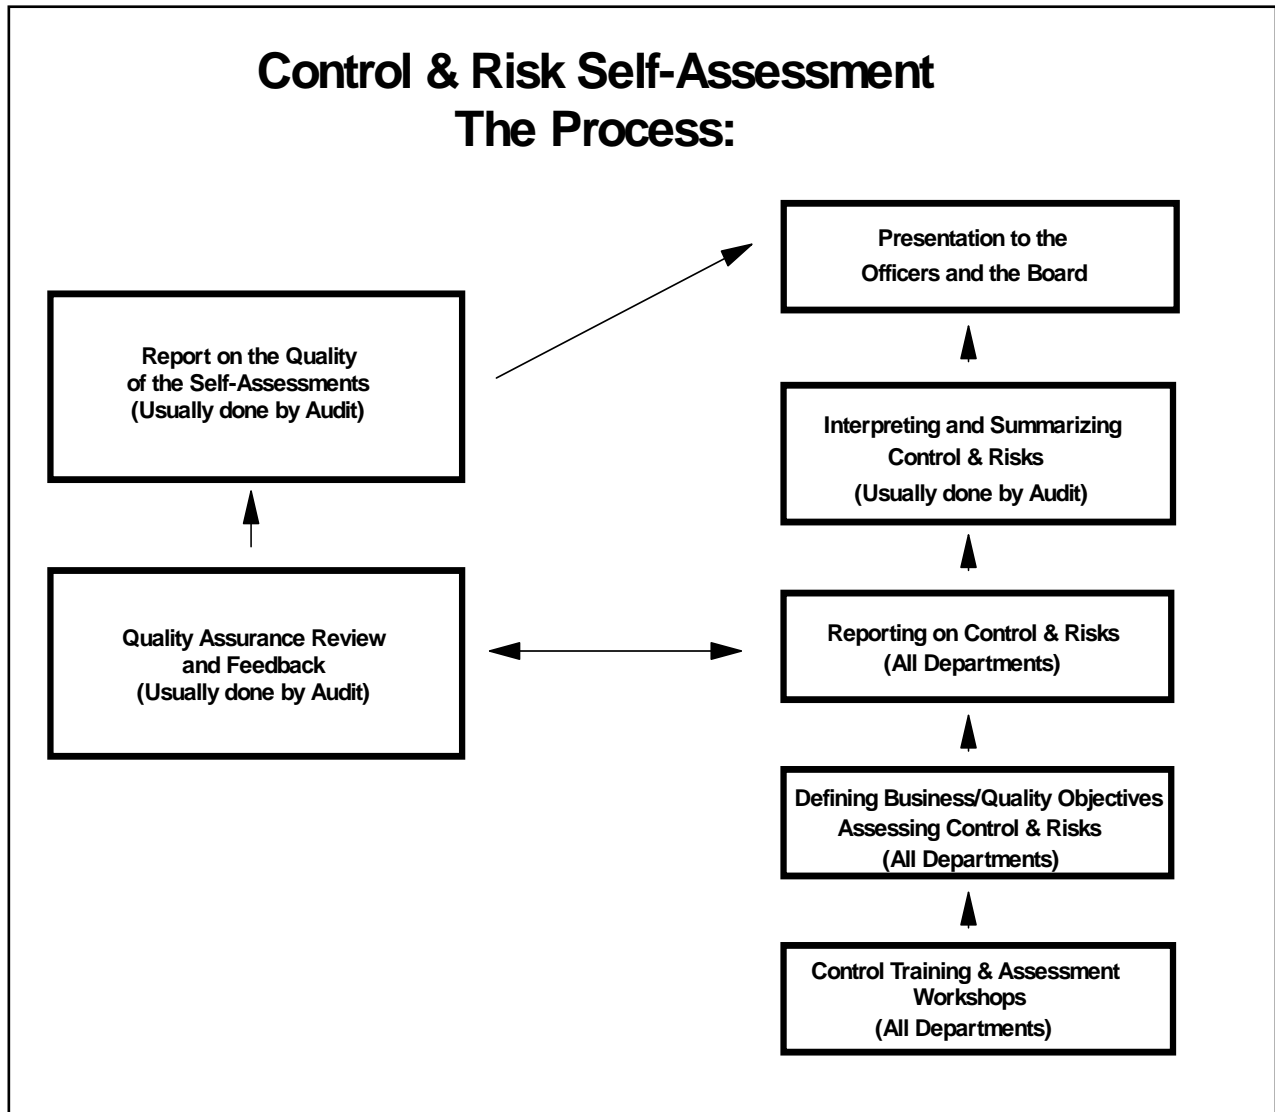 Control & Risk Self-Assessment
The Process:
Presentation to the
Officers and the Board
Report on the Quality
of the Self-Assessments
(Usually done by Audit)
Interpreting and Summarizing
Control & Risks
(Usually done by Audit)
Quality Assurance Review
and Feedback
(Usually done by Audit)
Reporting on Control & Risks
(All Departments)
Defining Business/Quality Objectives
Assessing Control & Risks
(All Departments)
Control Training & Assessment
Workshops
(All Departments)